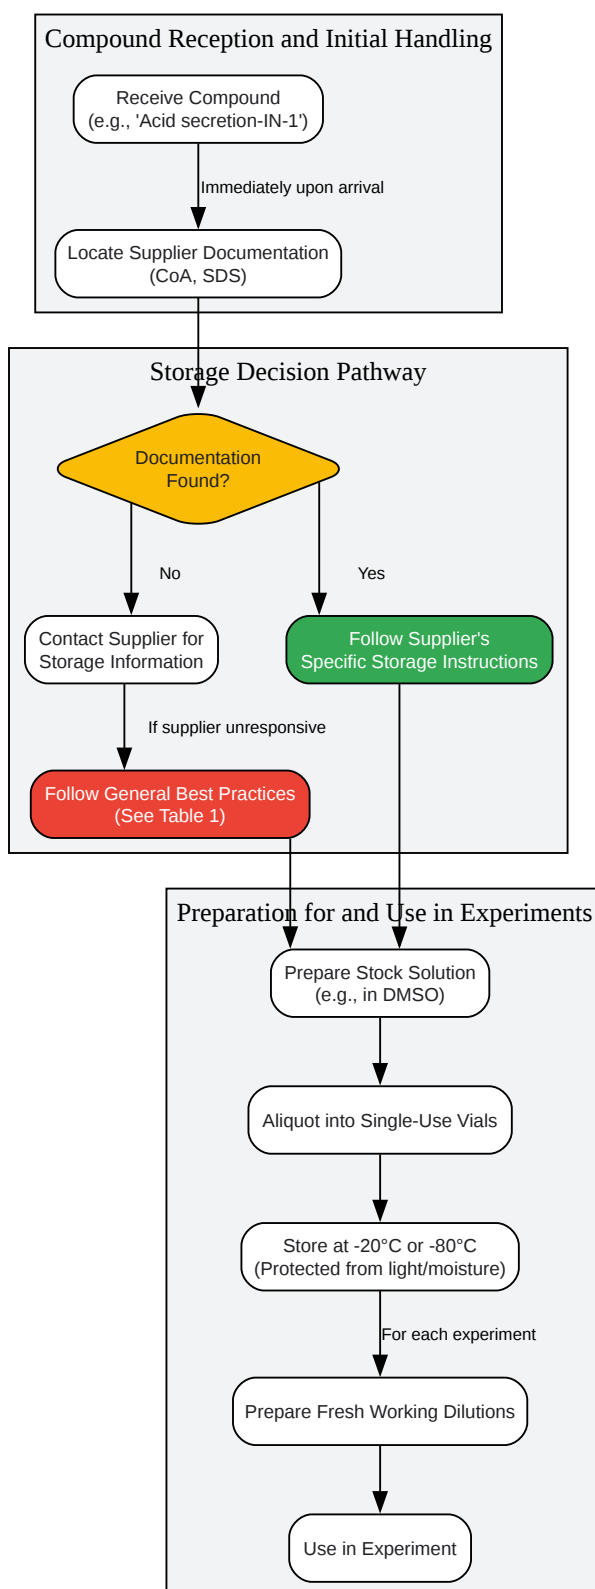 Compound Reception and Initial Handling
Receive Compound
(e.g., 'Acid secretion-IN-1')
Immediately upon arrival
Locate Supplier Documentation
(CoA, SDS)
Storage Decision Pathway
Documentation
Found?
No
Yes
Contact Supplier for
Storage Information
Follow Supplier's
Specific Storage Instructions
If supplier unresponsive
Follow General Best Practices
(See Table 1)
Preparation for and Use in Experiments
Prepare Stock Solution
(e.g., in DMSO)
Aliquot into Single-Use Vials
Store at -20°C or -80°C
(Protected from light/moisture)
For each experiment
Prepare Fresh Working Dilutions
Use in Experiment